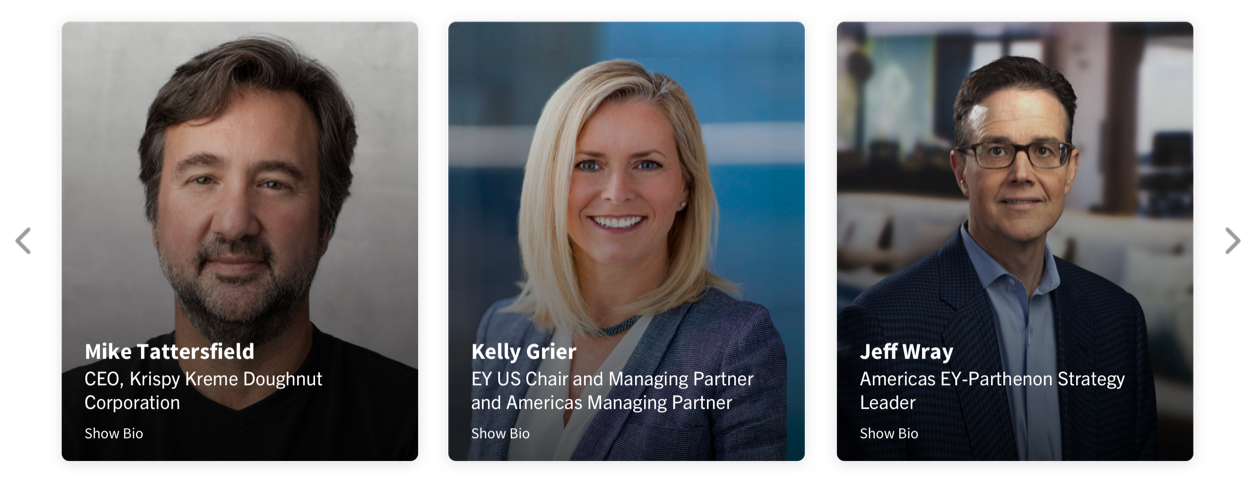 Mike Tattersfield
CEO, Krispy Kreme Doughnut
Corporation
Show Bio
Kelly Grier
EY US Chair and Managing Partner
and Americas Managing Partner
Show Bio
Jeff Wray
Americas EY-Parthenon Strategy
Leader
Show Bio